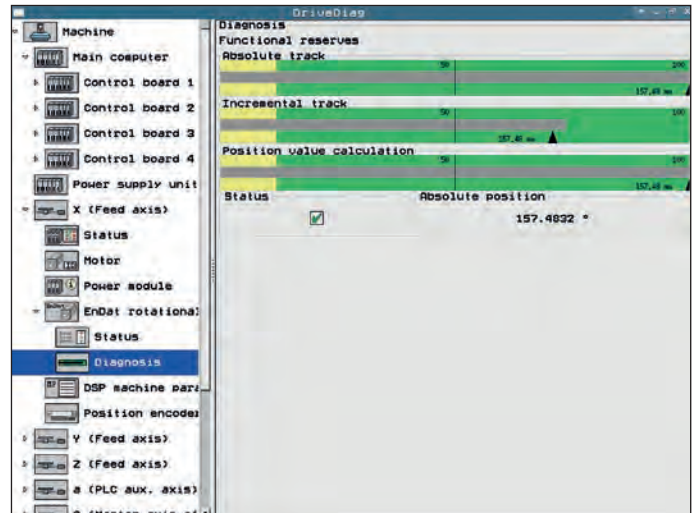 DriveDiag
Machine
Main computer
Control board 1
Control board 2
Control board 3
Control board 4
Power supply unit
X (Feed axis)
Status
Motor
Power module
EnDat rotational
Status
Diagnosis
DSP machine para
Position encoder
Y (Feed axis)
Z (Feed axis)
a (PLC aux. axis)
Diagnosis
Functional reserves
Absolute track
50 100
157,48 mm
Incremental track
50 100
157,48 mm
Position value calculation
50 100
157,48 mm
Status Absolute position
157.4832 °